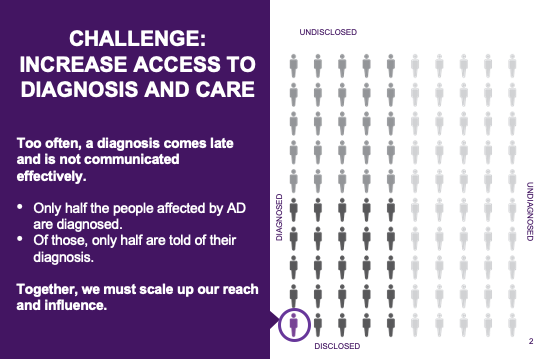 CHALLENGE:
INCREASE ACCESS TO
DIAGNOSIS AND CARE
Too often, a diagnosis comes late
and is not communicated
effectively.
• Only half the people affected by AD
are diagnosed.
• Of those, only half are told of their
diagnosis.
Together, we must scale up our reach
and influence.
UNDISCLOSED
DIAGNOSED
UNDIAGNOSED
DISCLOSED
2